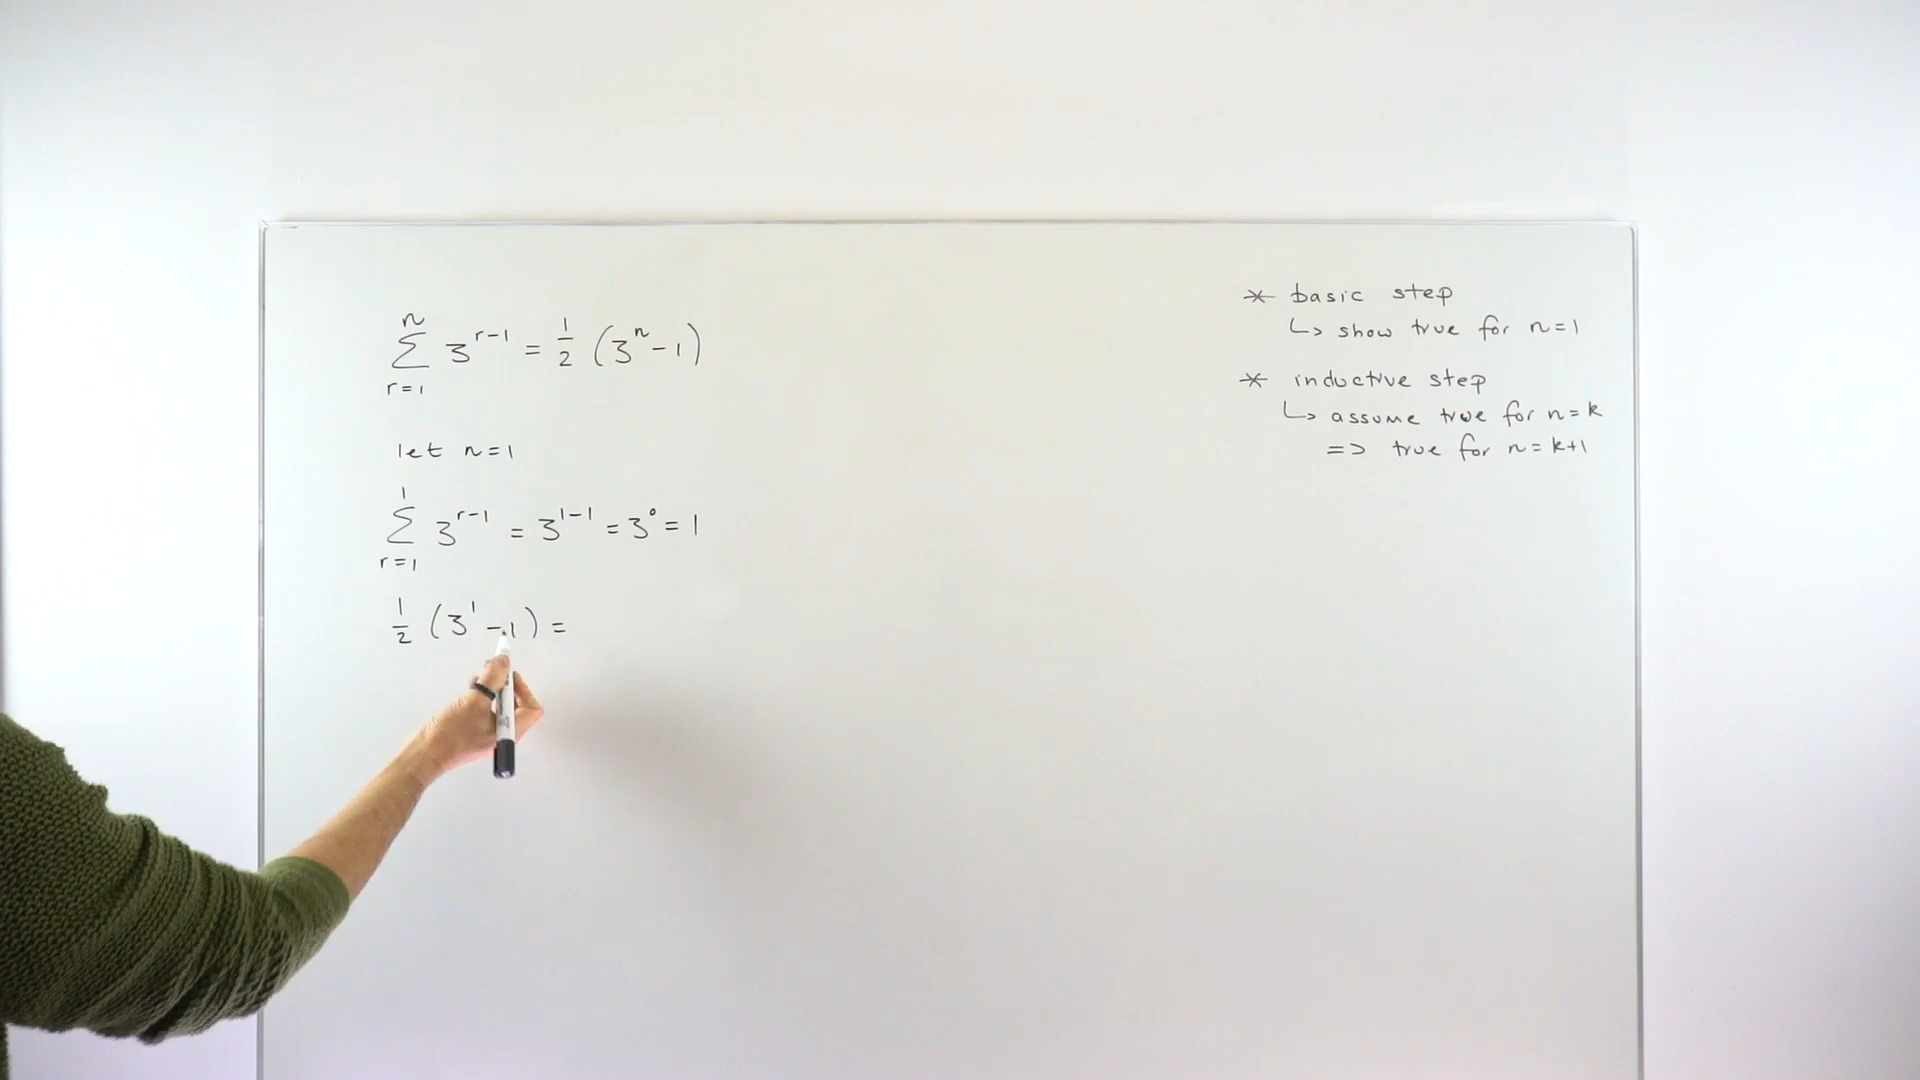 n
∑ 3^{r-1} = 1/2 (3^n - 1)
r=1
let n=1
1
∑ 3^{r-1} = 3^{1-1} = 3^0 = 1
r=1
1/2 (3^1 - 1) =
* basic step
↳ show true for n=1
* inductive step
↳ assume true for n=k
=> true for n=k+1